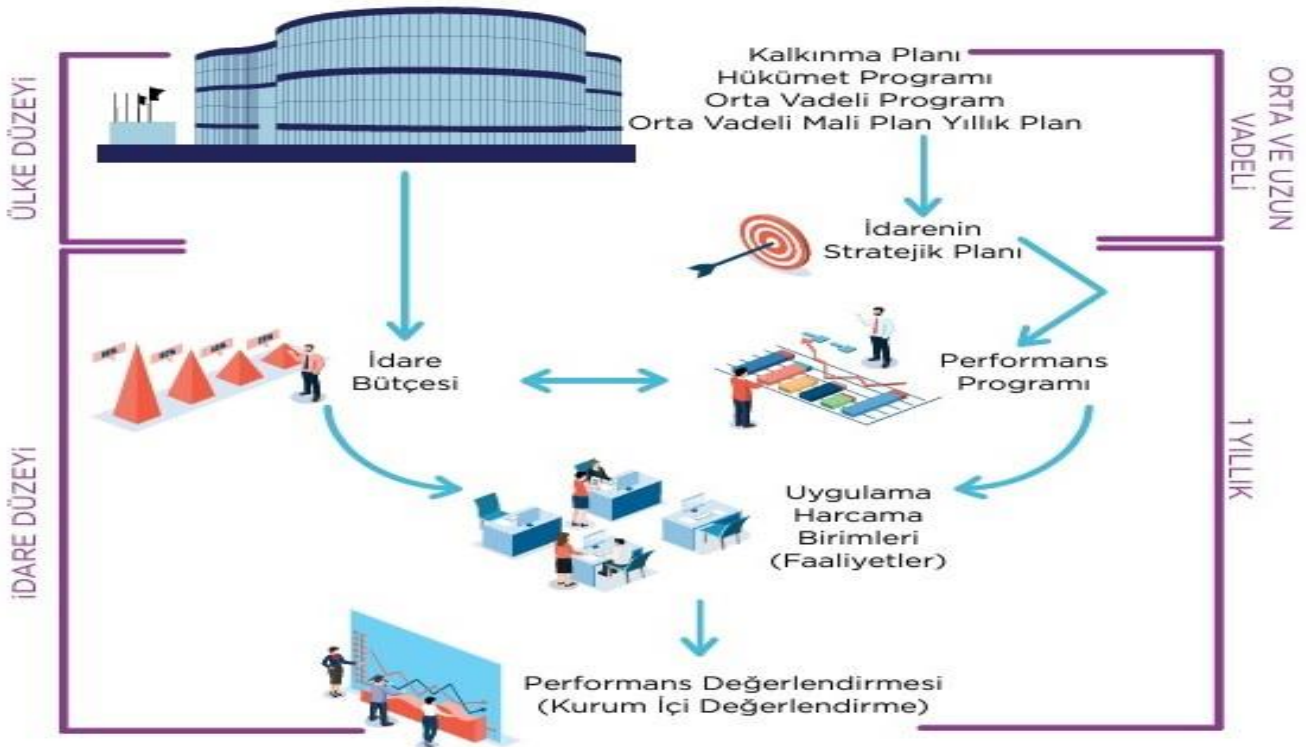 ÜLKE DÜZEYİ
Kalkınma Planı
Hükümet Programı
Orta Vadeli Program
Orta Vadeli Mali Plan Yıllık Plan
ORTA VE UZUN
VADELİ
İdarenin
Stratejik Planı
İDARE DÜZEYİ
İdare
Bütçesi
Performans
Programı
1 YILLIK
Uygulama
Harcama
Birimleri
(Faaliyetler)
Performans Değerlendirmesi
(Kurum İçi Değerlendirme)